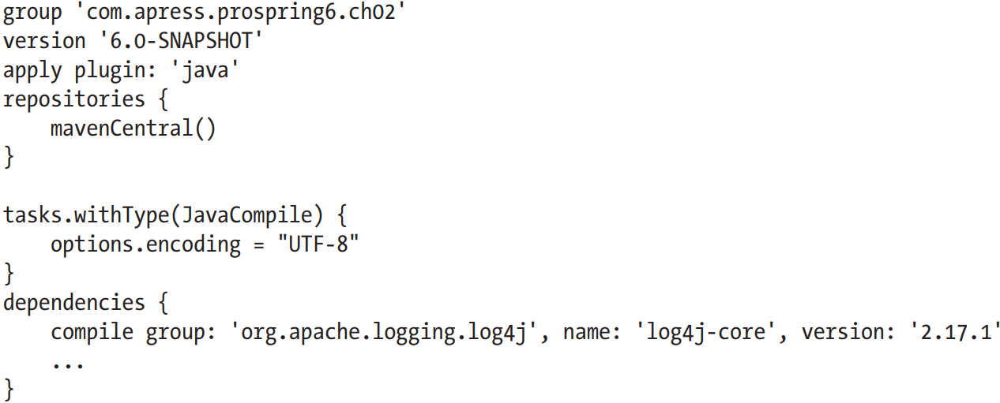 group 'com.apress.prospring6.ch02'
version '6.0-SNAPSHOT'
apply plugin: 'java'
repositories {
    mavenCentral()
}

tasks.withType(JavaCompile) {
    options.encoding = "UTF-8"
}
dependencies {
    compile group: 'org.apache.logging.log4j', name: 'log4j-core', version: '2.17.1'
    ...
}